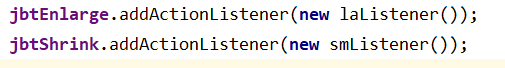 jbtEnlarge.addActionListener(new laListener());
jbtShrink.addActionListener(new smListener());